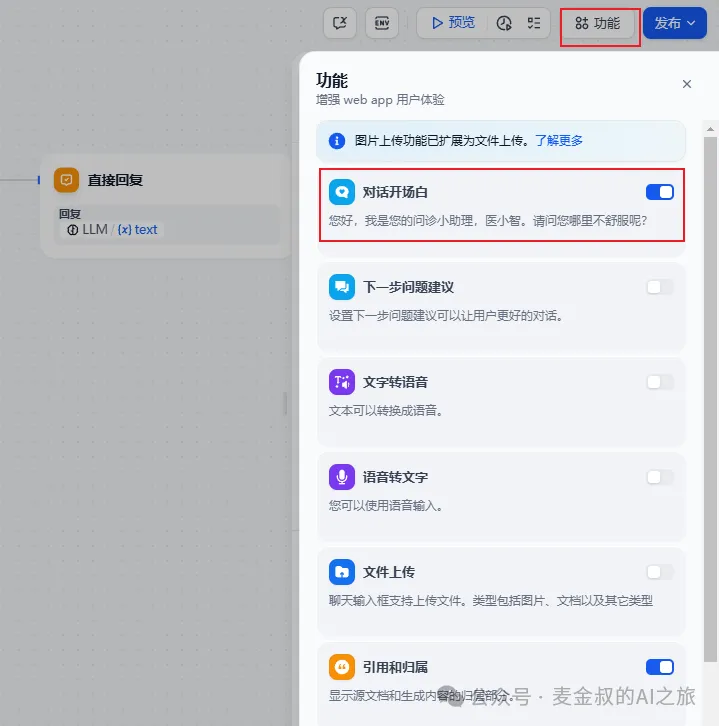 ENV
预览
功能
发布
功能
增强 web app 用户体验
图片上传功能已扩展为文件上传。了解更多
直接回复
回复
LLM / {x} text
对话开场白
您好，我是您的问诊小助理，医小智。请问您哪里不舒服呢？
下一步问题建议
设置下一步问题建议可以让用户更好的对话。
文字转语音
文本可以转换成语音。
语音转文字
您可以使用语音输入。
文件上传
聊天输入框支持上传文件。类型包括图片、文档以及其它类型
引用和归属
显示源文档和生成内容的归属部分。
公众号 · 麦金叔的AI之旅